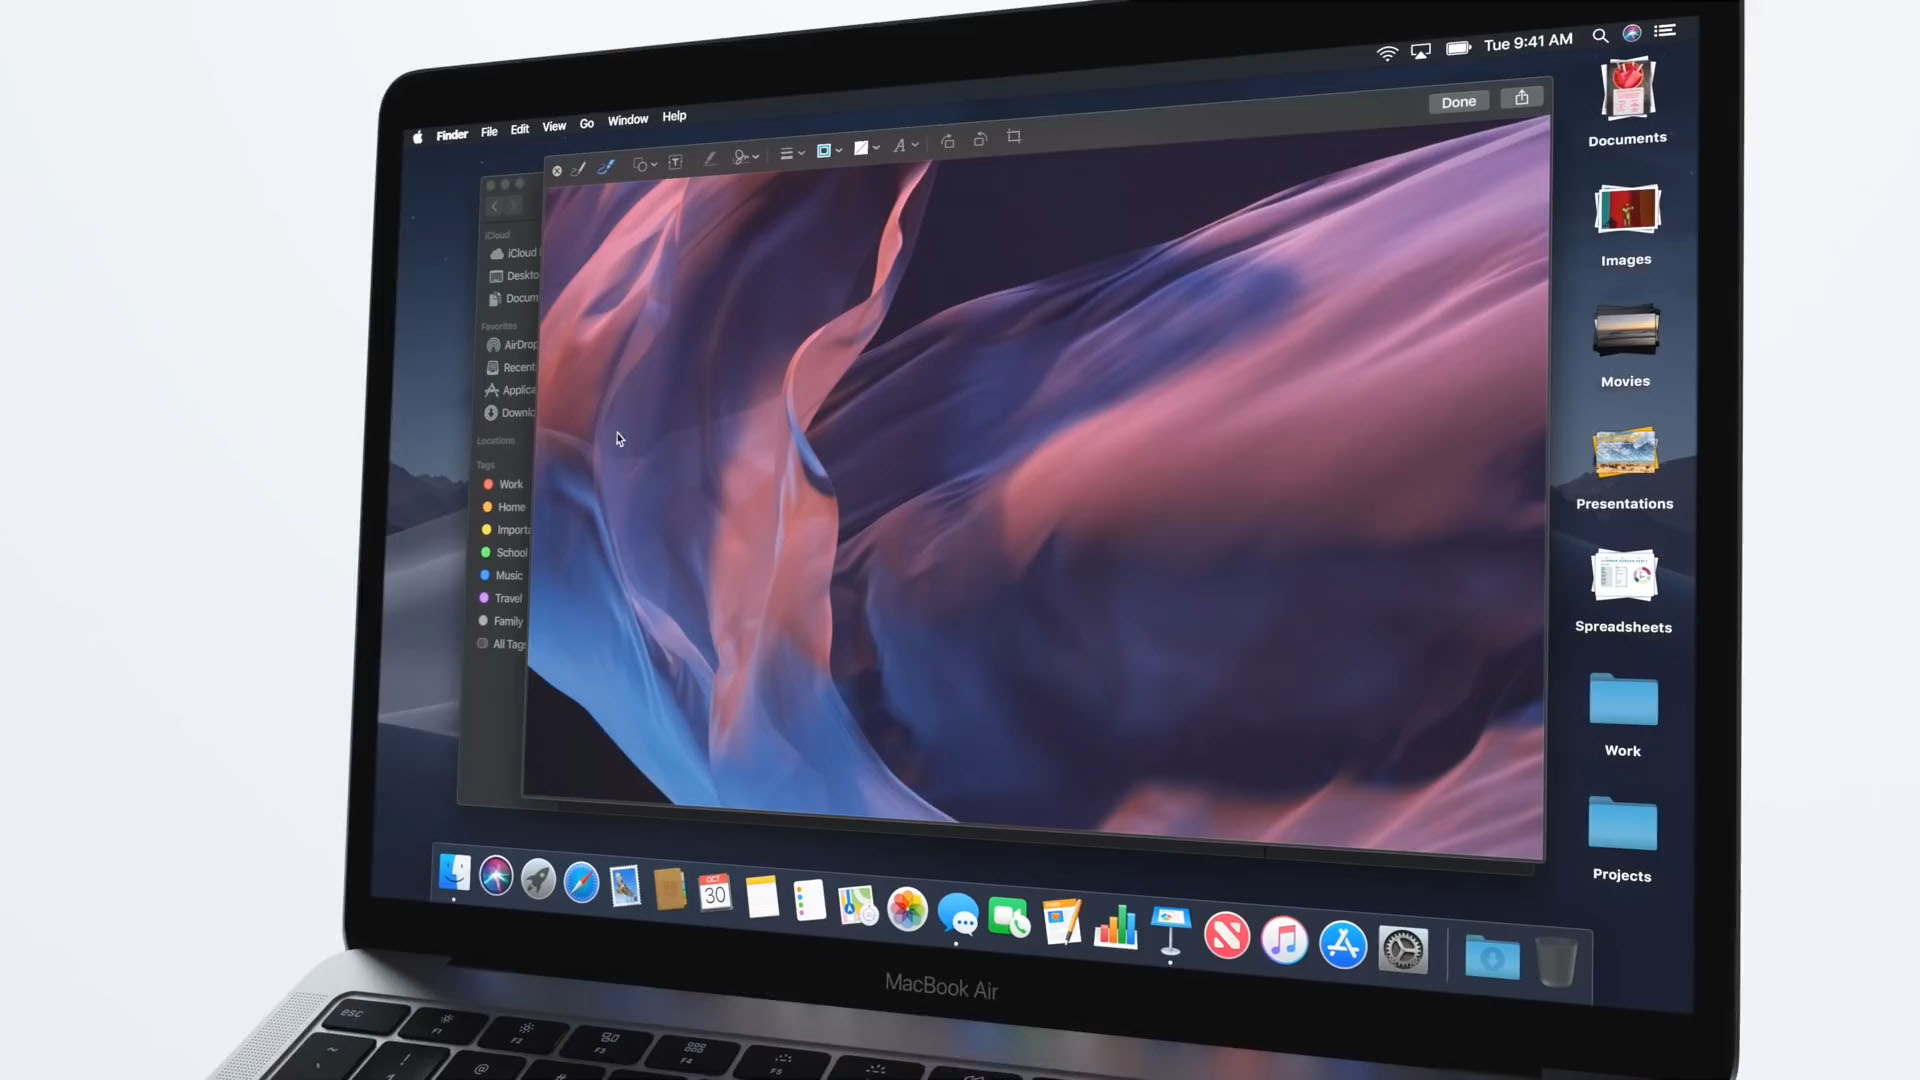 Finder File Edit View Go Window Help
Tue 9:41 AM
Done
iCloud
iCloud
Deskto
Docum
Favorites
AirDrop
Recent
Applica
Downlo
Locations
Tags
Work
Home
Importa
School
Music
Travel
Family
All Tags
Documents
Images
Movies
Presentations
Spreadsheets
Work
Projects
OCT
30
MacBook Air
esc
F1
F2
F3
F4
F5
~
!
@
#